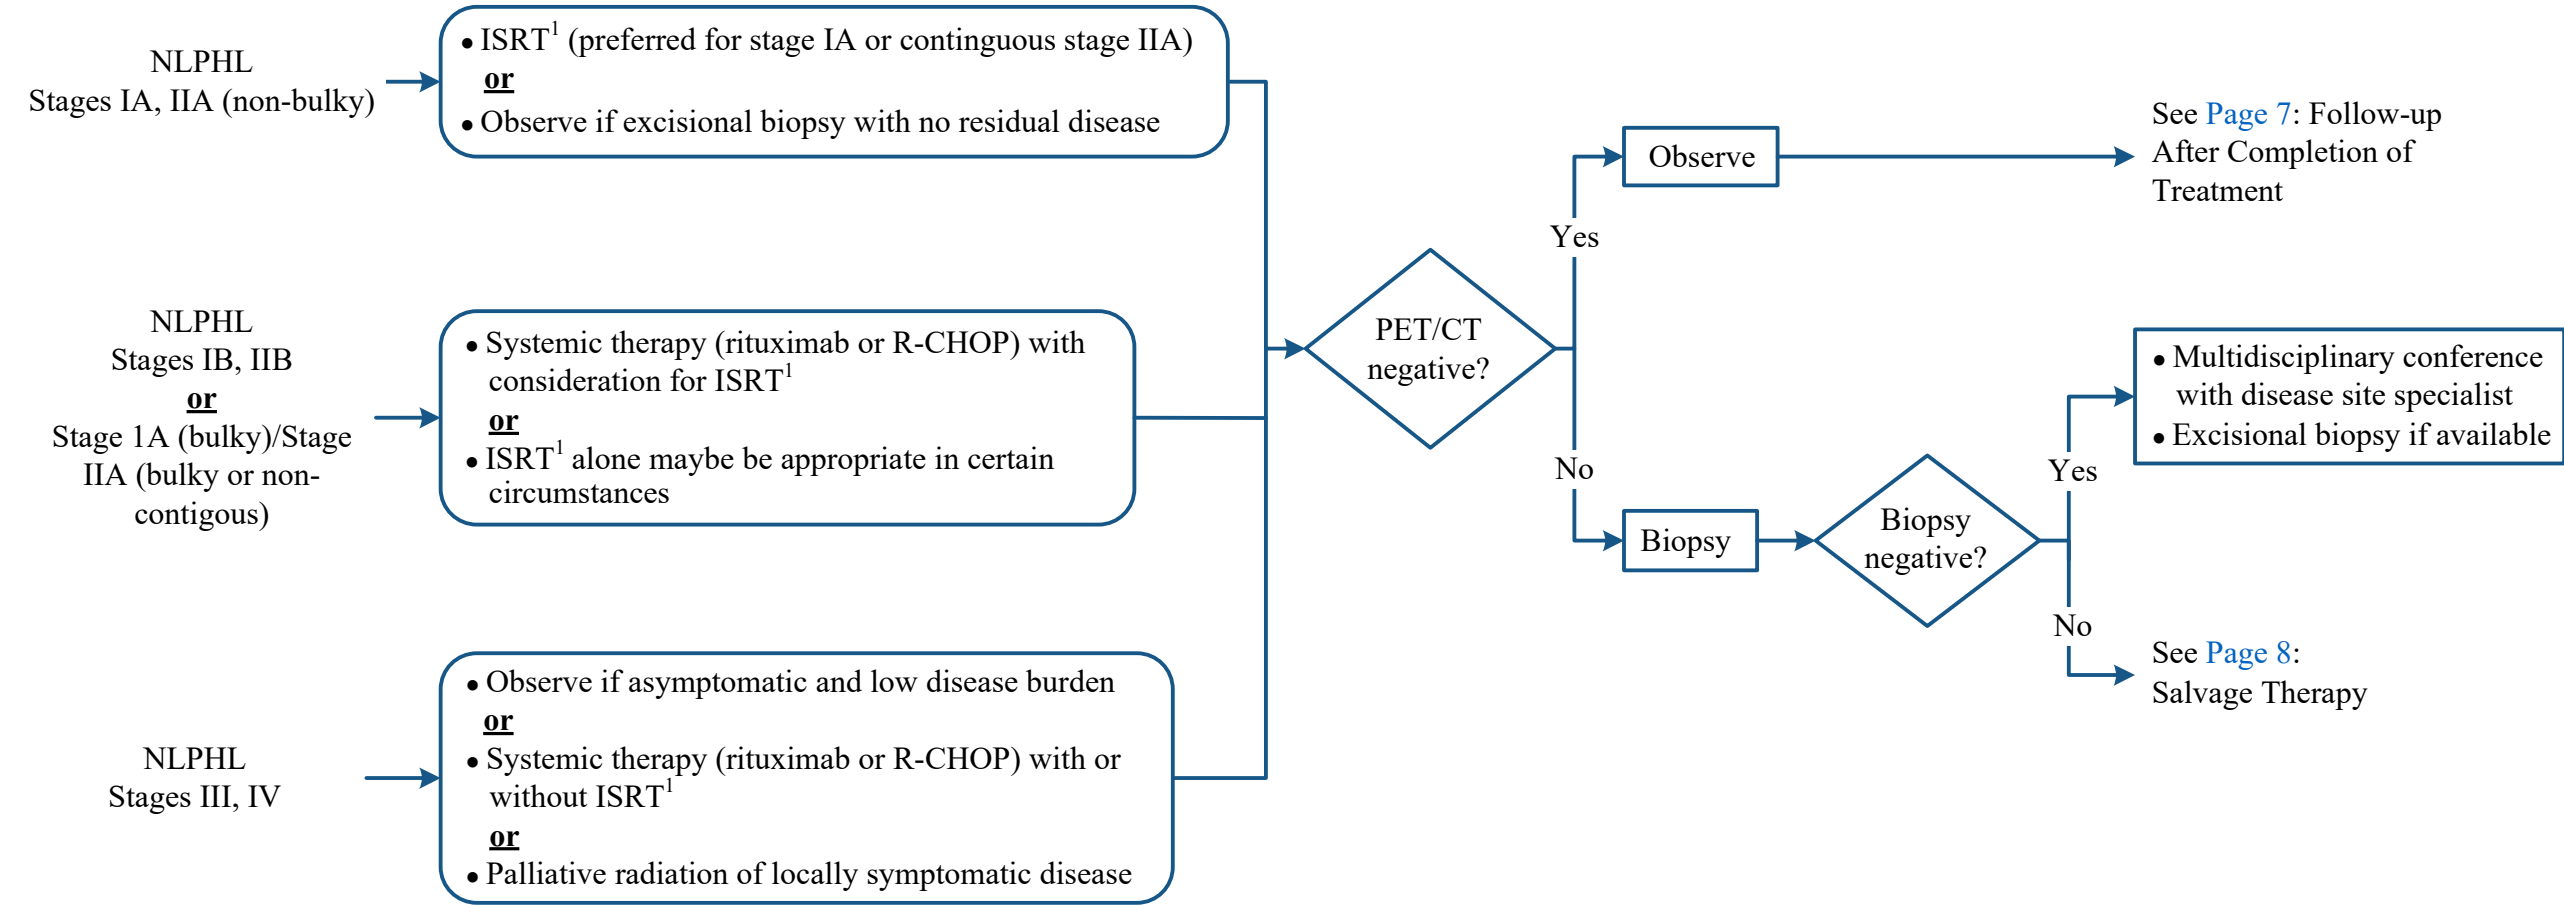 NLPHL
Stages IA, IIA (non-bulky)
• ISRT1 (preferred for stage IA or continguous stage IIA)
or
• Observe if excisional biopsy with no residual disease
NLPHL
Stages IB, IIB
or
Stage 1A (bulky)/Stage
IIA (bulky or non-
contigous)
• Systemic therapy (rituximab or R-CHOP) with
consideration for ISRT1
or
• ISRT1 alone maybe be appropriate in certain
circumstances
NLPHL
Stages III, IV
• Observe if asymptomatic and low disease burden
or
• Systemic therapy (rituximab or R-CHOP) with or
without ISRT1
or
• Palliative radiation of locally symptomatic disease
PET/CT
negative?
Yes
Observe
See Page 7: Follow-up
After Completion of
Treatment
No
Biopsy
Biopsy
negative?
Yes
• Multidisciplinary conference
with disease site specialist
• Excisional biopsy if available
No
See Page 8:
Salvage Therapy